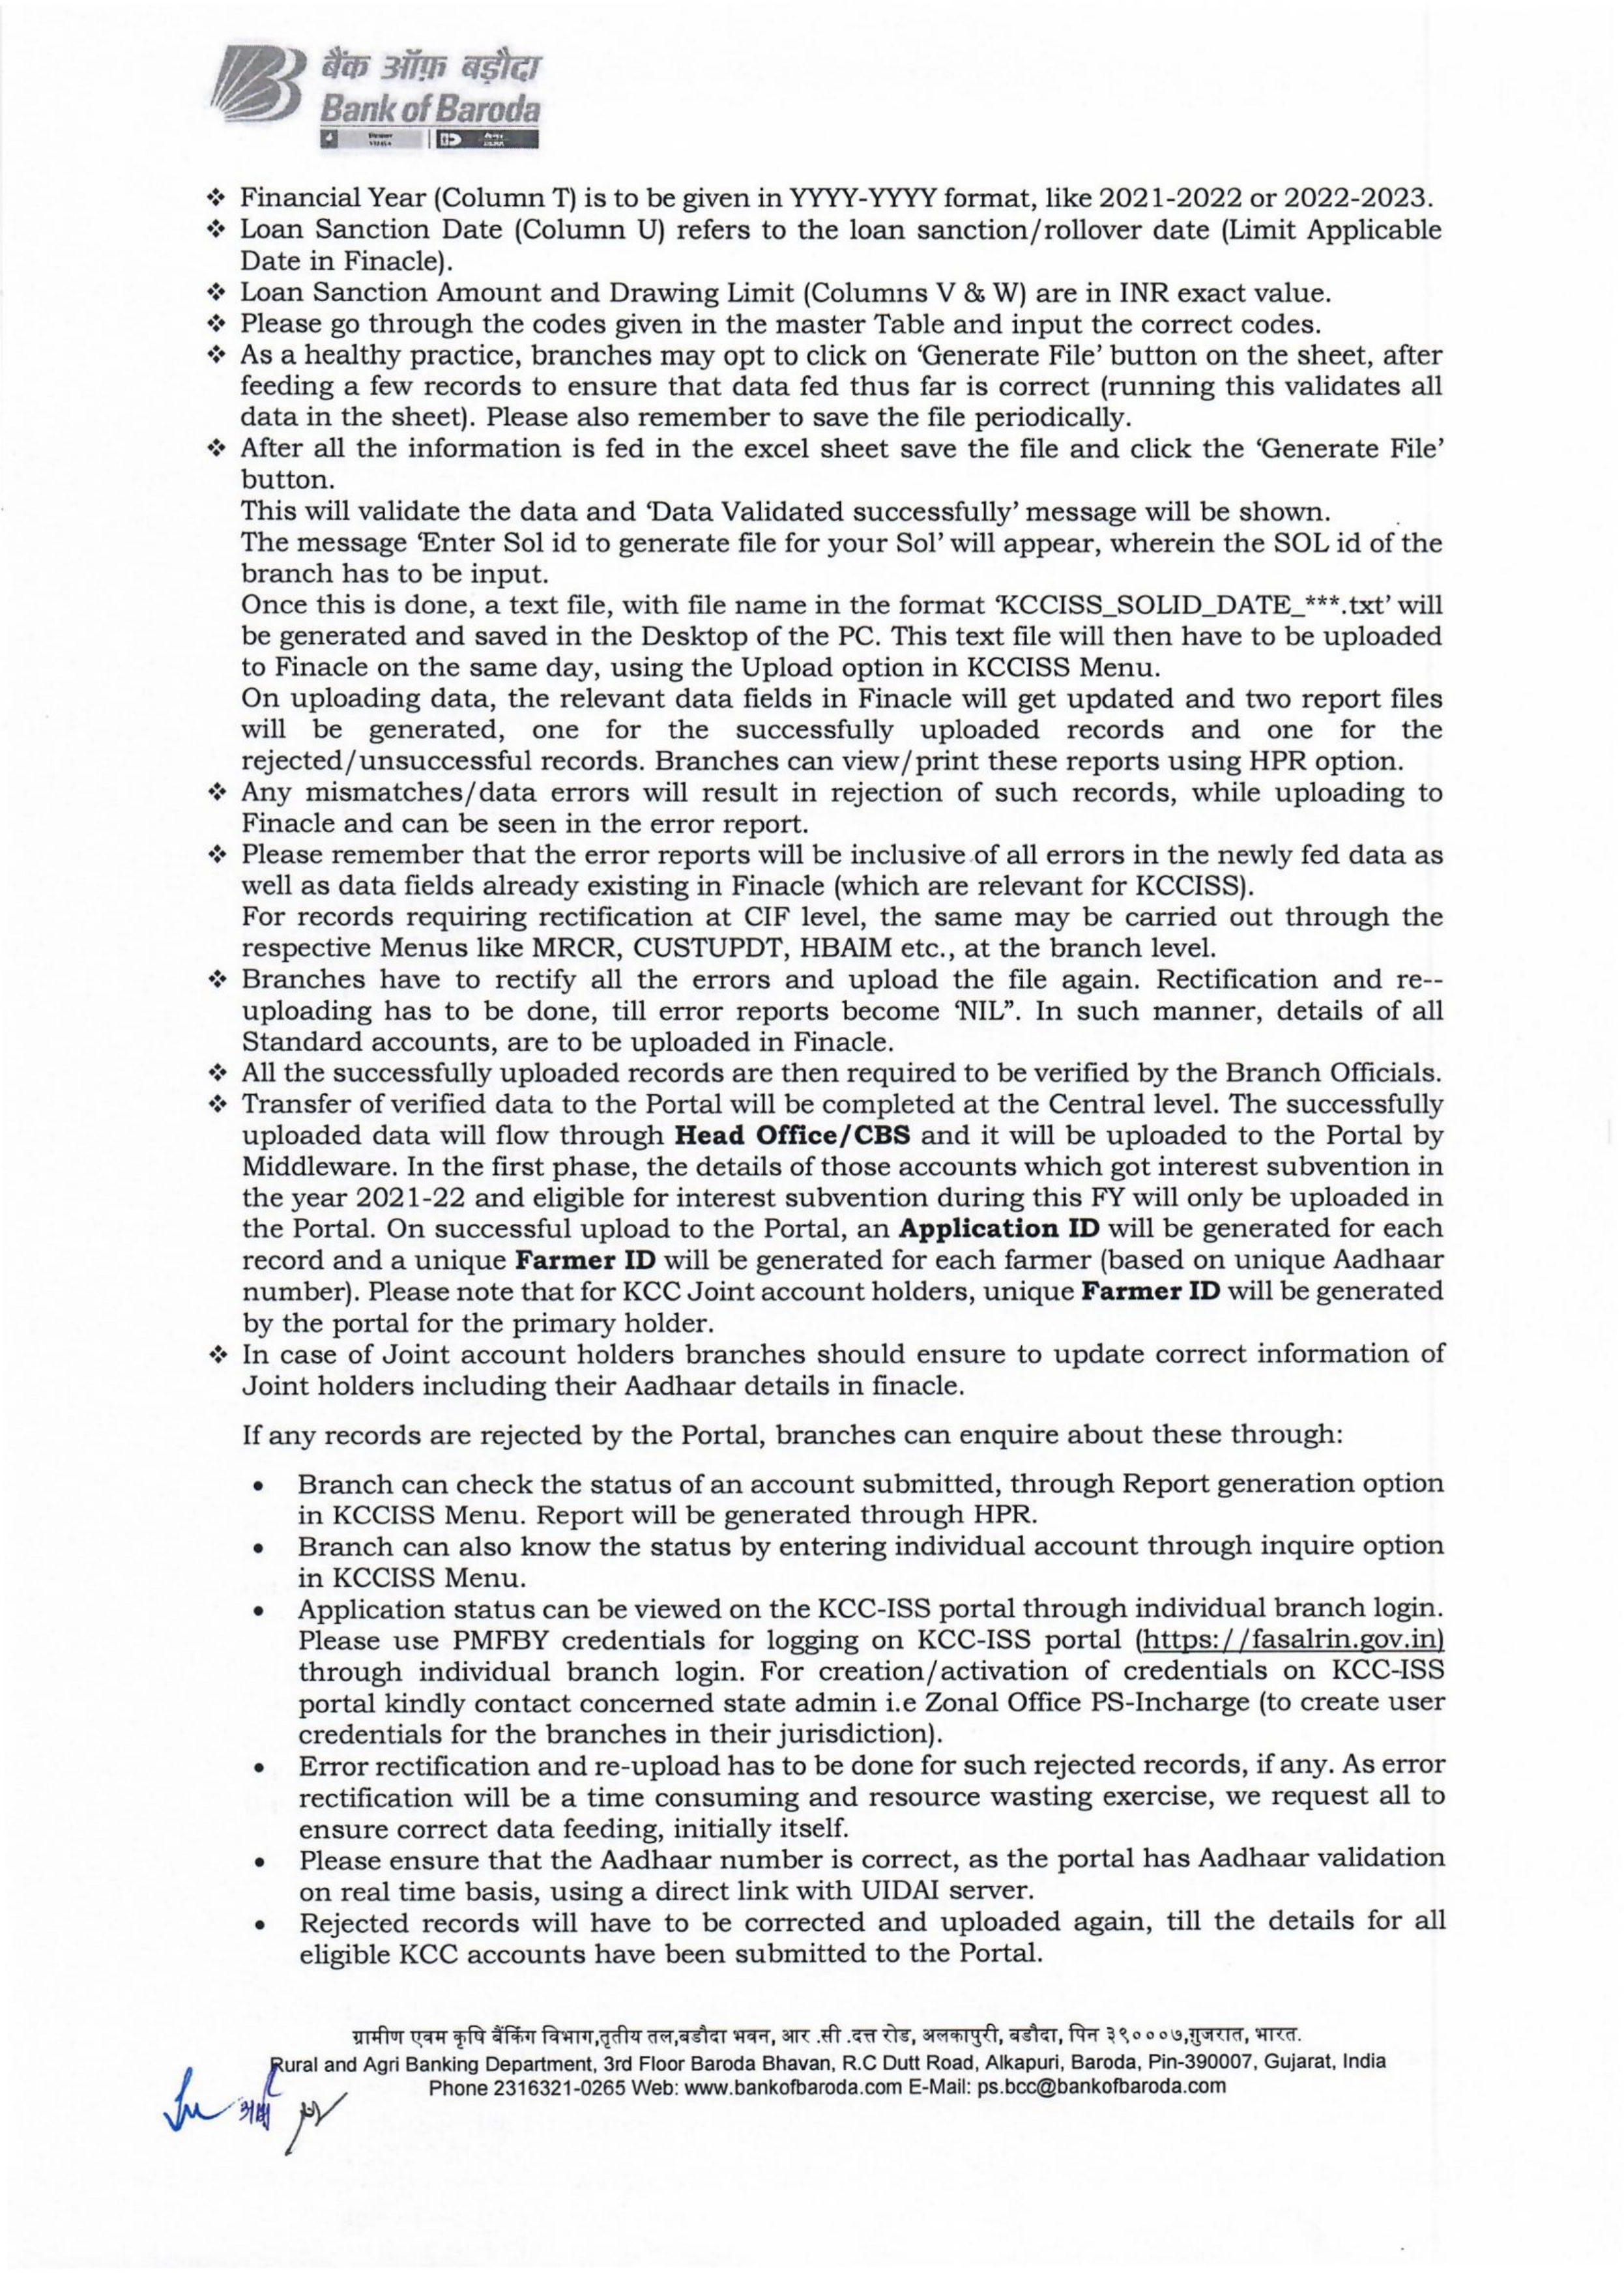 बैंक ऑफ़ बड़ौदा
Bank of Baroda
❖ Financial Year (Column T) is to be given in YYYY-YYYY format, like 2021-2022 or 2022-2023.
❖ Loan Sanction Date (Column U) refers to the loan sanction/rollover date (Limit Applicable
Date in Finacle).
❖ Loan Sanction Amount and Drawing Limit (Columns V & W) are in INR exact value.
❖ Please go through the codes given in the master Table and input the correct codes.
❖ As a healthy practice, branches may opt to click on ‘Generate File’ button on the sheet, after
feeding a few records to ensure that data fed thus far is correct (running this validates all
data in the sheet). Please also remember to save the file periodically.
❖ After all the information is fed in the excel sheet save the file and click the ‘Generate File’
button.
This will validate the data and ‘Data Validated successfully’ message will be shown.
The message ‘Enter Sol id to generate file for your Sol’ will appear, wherein the SOL id of the
branch has to be input.
Once this is done, a text file, with file name in the format ‘KCCISS_SOLID_DATE_***.txt’ will
be generated and saved in the Desktop of the PC. This text file will then have to be uploaded
to Finacle on the same day, using the Upload option in KCCISS Menu.
On uploading data, the relevant data fields in Finacle will get updated and two report files
will be generated, one for the successfully uploaded records and one for the
rejected/unsuccessful records. Branches can view/print these reports using HPR option.
❖ Any mismatches/data errors will result in rejection of such records, while uploading to
Finacle and can be seen in the error report.
❖ Please remember that the error reports will be inclusive of all errors in the newly fed data as
well as data fields already existing in Finacle (which are relevant for KCCISS).
For records requiring rectification at CIF level, the same may be carried out through the
respective Menus like MRCR, CUSTUPDT, HBAIM etc., at the branch level.
❖ Branches have to rectify all the errors and upload the file again. Rectification and re--
uploading has to be done, till error reports become ‘NIL”. In such manner, details of all
Standard accounts, are to be uploaded in Finacle.
❖ All the successfully uploaded records are then required to be verified by the Branch Officials.
❖ Transfer of verified data to the Portal will be completed at the Central level. The successfully
uploaded data will flow through Head Office/CBS and it will be uploaded to the Portal by
Middleware. In the first phase, the details of those accounts which got interest subvention in
the year 2021-22 and eligible for interest subvention during this FY will only be uploaded in
the Portal. On successful upload to the Portal, an Application ID will be generated for each
record and a unique Farmer ID will be generated for each farmer (based on unique Aadhaar
number). Please note that for KCC Joint account holders, unique Farmer ID will be generated
by the portal for the primary holder.
❖ In case of Joint account holders branches should ensure to update correct information of
Joint holders including their Aadhaar details in finacle.
If any records are rejected by the Portal, branches can enquire about these through:
• Branch can check the status of an account submitted, through Report generation option
in KCCISS Menu. Report will be generated through HPR.
• Branch can also know the status by entering individual account through inquire option
in KCCISS Menu.
• Application status can be viewed on the KCC-ISS portal through individual branch login.
Please use PMFBY credentials for logging on KCC-ISS portal (https://fasalrin.gov.in)
through individual branch login. For creation/activation of credentials on KCC-ISS
portal kindly contact concerned state admin i.e Zonal Office PS-Incharge (to create user
credentials for the branches in their jurisdiction).
• Error rectification and re-upload has to be done for such rejected records, if any. As error
rectification will be a time consuming and resource wasting exercise, we request all to
ensure correct data feeding, initially itself.
• Please ensure that the Aadhaar number is correct, as the portal has Aadhaar validation
on real time basis, using a direct link with UIDAI server.
• Rejected records will have to be corrected and uploaded again, till the details for all
eligible KCC accounts have been submitted to the Portal.
ग्रामीण एवम कृषि बैंकिंग विभाग,तृतीय तल,बडौदा भवन, आर .सी .दत्त रोड, अलकापुरी, बडौदा, पिन ३९०००७,गुजरात, भारत.
Rural and Agri Banking Department, 3rd Floor Baroda Bhavan, R.C Dutt Road, Alkapuri, Baroda, Pin-390007, Gujarat, India
Phone 2316321-0265 Web: www.bankofbaroda.com E-Mail: ps.bcc@bankofbaroda.com